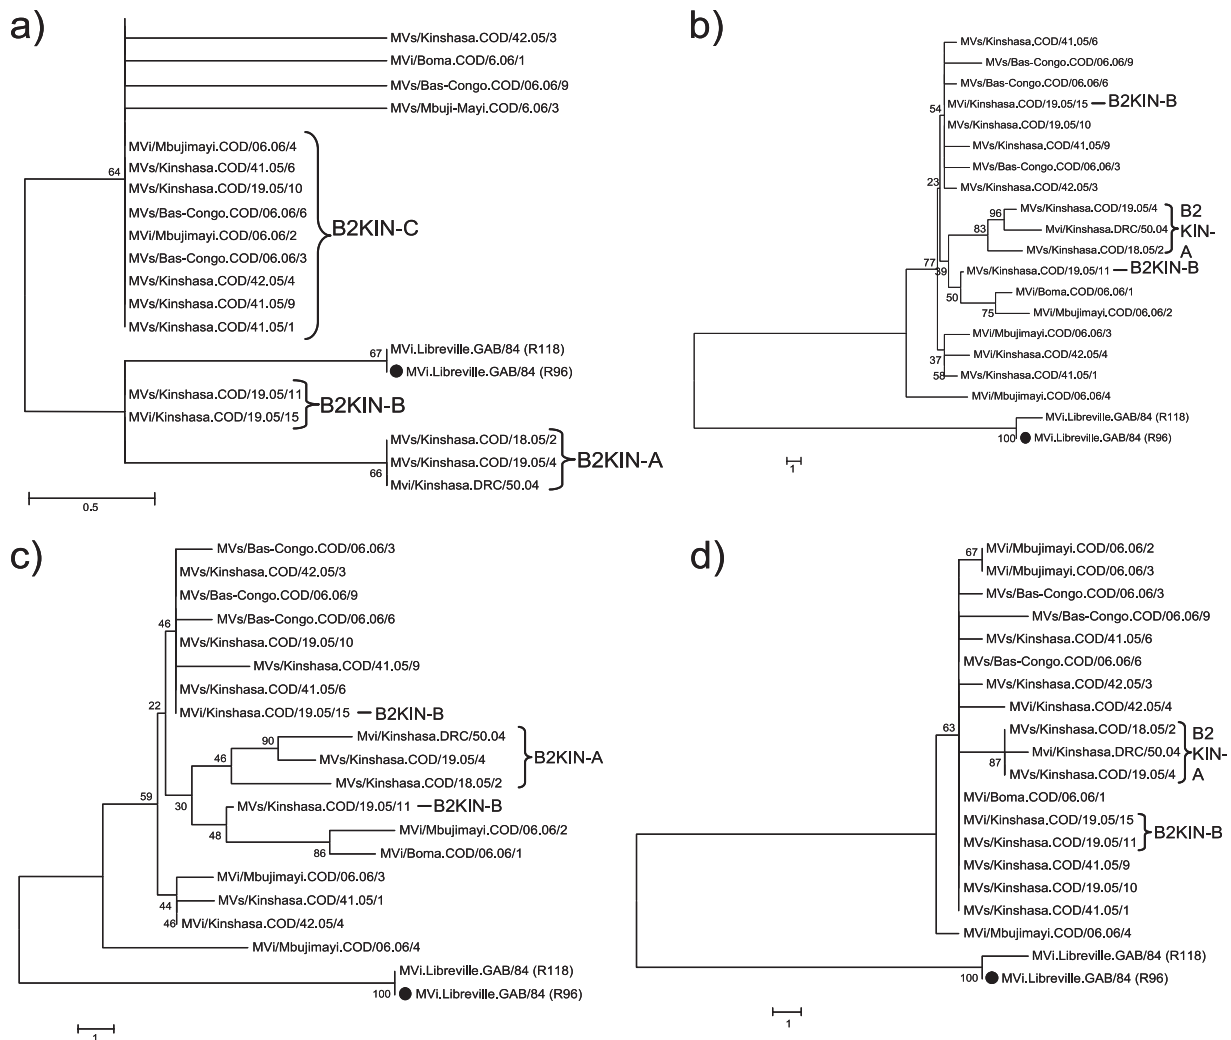 a)
MVs/Kinshasa.COD/42.05/3
MVi/Boma.COD/6.06/1
MVs/Bas-Congo.COD/06.06/9
MVs/Mbuji-Mayi.COD/6.06/3
MVi/Mbujimayi.COD/06.06/4
64
MVs/Kinshasa.COD/41.05/6
MVs/Kinshasa.COD/19.05/10
MVs/Bas-Congo.COD/06.06/6
B2KIN-C
MVi/Mbujimayi.COD/06.06/2
MVs/Bas-Congo.COD/06.06/3
MVs/Kinshasa.COD/42.05/4
MVs/Kinshasa.COD/41.05/9
MVs/Kinshasa.COD/41.05/1
67
MVi.Libreville.GAB/84 (R118)
MVi.Libreville.GAB/84 (R96)
MVs/Kinshasa.COD/19.05/11
B2KIN-B
MVi/Kinshasa.COD/19.05/15
MVs/Kinshasa.COD/18.05/2
MVs/Kinshasa.COD/19.05/4
B2KIN-A
66
Mvi/Kinshasa.DRC/50.04
0.5
b)
MVs/Kinshasa.COD/41.05/6
MVs/Bas-Congo.COD/06.06/9
MVs/Bas-Congo.COD/06.06/6
54
MVi/Kinshasa.COD/19.05/15
B2KIN-B
MVs/Kinshasa.COD/19.05/10
MVs/Kinshasa.COD/41.05/9
MVs/Bas-Congo.COD/06.06/3
23
MVs/Kinshasa.COD/42.05/3
96
MVs/Kinshasa.COD/19.05/4
B2
83
Mvi/Kinshasa.DRC/50.04
KIN-
MVs/Kinshasa.COD/18.05/2
A
77
39
MVs/Kinshasa.COD/19.05/11
B2KIN-B
50
MVi/Boma.COD/06.06/1
75
MVi/Mbujimayi.COD/06.06/2
MVi/Mbujimayi.COD/06.06/3
37
MVi/Kinshasa.COD/42.05/4
58
MVs/Kinshasa.COD/41.05/1
MVi/Mbujimayi.COD/06.06/4
MVi.Libreville.GAB/84 (R118)
100
MVi.Libreville.GAB/84 (R96)
1
c)
MVs/Bas-Congo.COD/06.06/3
MVs/Kinshasa.COD/42.05/3
MVs/Bas-Congo.COD/06.06/9
46
MVs/Bas-Congo.COD/06.06/6
MVs/Kinshasa.COD/19.05/10
MVs/Kinshasa.COD/41.05/9
MVs/Kinshasa.COD/41.05/6
22
MVi/Kinshasa.COD/19.05/15
B2KIN-B
90
Mvi/Kinshasa.DRC/50.04
46
MVs/Kinshasa.COD/19.05/4
B2KIN-A
MVs/Kinshasa.COD/18.05/2
59
30
MVs/Kinshasa.COD/19.05/11
B2KIN-B
48
MVi/Mbujimayi.COD/06.06/2
86
MVi/Boma.COD/06.06/1
MVi/Mbujimayi.COD/06.06/3
44
MVs/Kinshasa.COD/41.05/1
46
MVi/Kinshasa.COD/42.05/4
MVi/Mbujimayi.COD/06.06/4
MVi.Libreville.GAB/84 (R118)
100
MVi.Libreville.GAB/84 (R96)
1
d)
67
MVi/Mbujimayi.COD/06.06/2
MVi/Mbujimayi.COD/06.06/3
MVs/Bas-Congo.COD/06.06/3
MVs/Bas-Congo.COD/06.06/9
MVs/Kinshasa.COD/41.05/6
MVs/Bas-Congo.COD/06.06/6
MVs/Kinshasa.COD/42.05/3
MVi/Kinshasa.COD/42.05/4
63
MVs/Kinshasa.COD/18.05/2
B2
87
Mvi/Kinshasa.DRC/50.04
KIN-
MVs/Kinshasa.COD/19.05/4
A
MVi/Boma.COD/06.06/1
MVi/Kinshasa.COD/19.05/15
B2KIN-B
MVs/Kinshasa.COD/19.05/11
MVs/Kinshasa.COD/41.05/9
MVs/Kinshasa.COD/19.05/10
MVs/Kinshasa.COD/41.05/1
MVi/Mbujimayi.COD/06.06/4
MVi.Libreville.GAB/84 (R118)
100
MVi.Libreville.GAB/84 (R96)
1